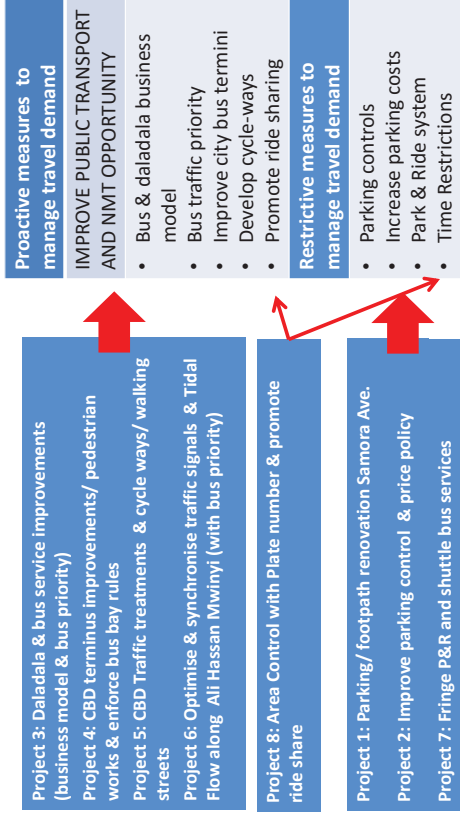 Project 3: Daladala & bus service improvements
(business model & bus priority)
Project 4: CBD terminus improvements/ pedestrian
works & enforce bus bay rules
Project 5: CBD Traffic treatments & cycle ways/ walking
streets
Project 6: Optimise & synchronise traffic signals & Tidal
Flow along Ali Hassan Mwinyi (with bus priority)
Project 8: Area Control with Plate number & promote
ride share
Project 1: Parking/ footpath renovation Samora Ave.
Project 2: Improve parking control & price policy
Project 7: Fringe P&R and shuttle bus services
Proactive measures to
manage travel demand
IMPROVE PUBLIC TRANSPORT
AND NMT OPPORTUNITY
• Bus & daladala business
model
• Bus traffic priority
• Improve city bus termini
• Develop cycle-ways
• Promote ride sharing
Restrictive measures to
manage travel demand
• Parking controls
• Increase parking costs
• Park & Ride system
• Time Restrictions